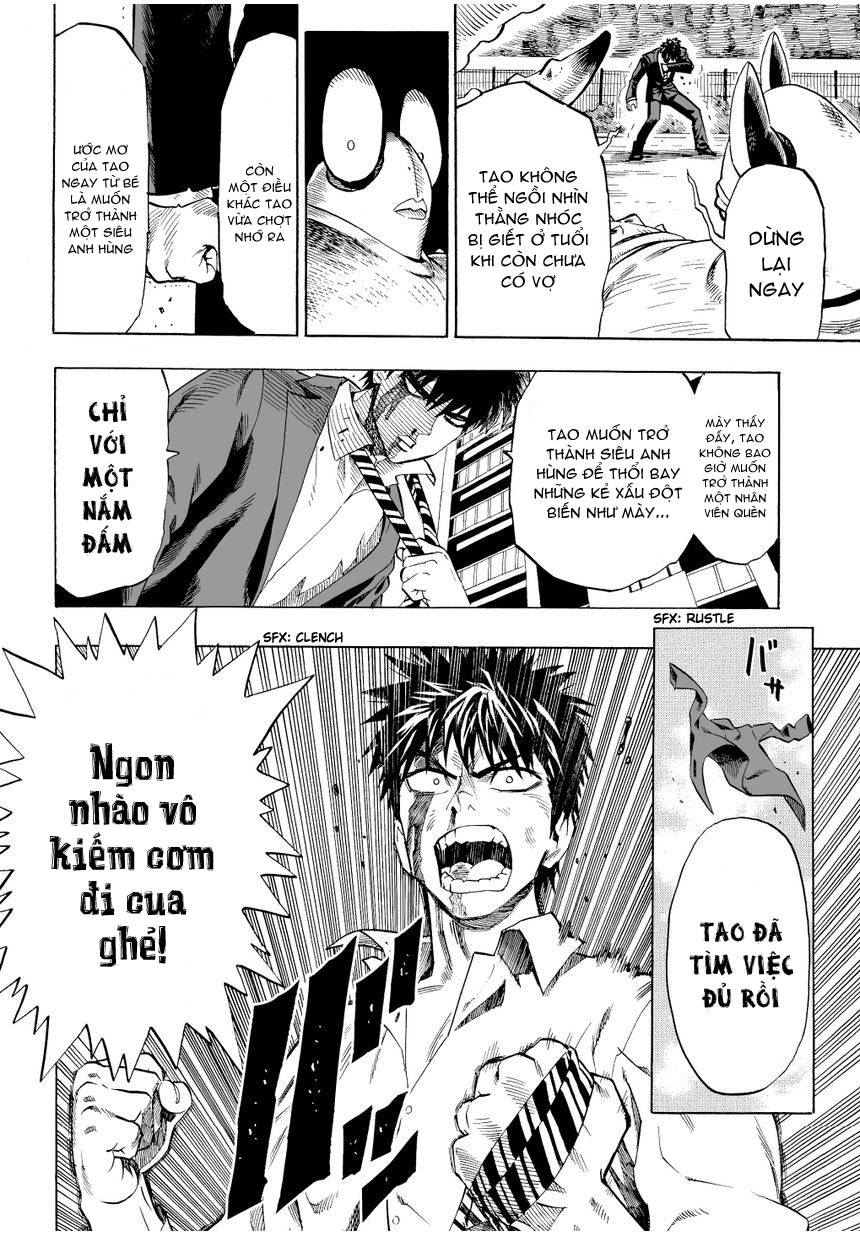 DỪNG
LẠI
NGAY
TAO KHÔNG
THỂ NGỒI NHÌN
THẰNG NHÓC
BỊ GIẾT Ở TUỔI
KHI CÒN CHƯA
CÓ VỢ
CÒN
MỘT ĐIỀU
KHÁC TAO
VỪA CHỢT
NHỚ RA
ƯỚC MƠ
CỦA TAO
NGAY TỪ BÉ
LÀ MUỐN
TRỞ THÀNH
MỘT SIÊU
ANH HÙNG
MÀY THẤY
ĐẤY, TAO
KHÔNG BAO
GIỜ MUỐN
TRỞ THÀNH
MỘT NHÂN
VIÊN QUÈN
TAO MUỐN TRỞ
THÀNH SIÊU ANH
HÙNG ĐỂ THỔI BAY
NHỮNG KẺ XẤU ĐỘT
BIẾN NHƯ MÀY...
CHỈ
VỚI
MỘT
NẮM
ĐẤM
SFX: RUSTLE
バサ
TAO ĐÃ
TÌM VIỆC
ĐỦ RỒI
SFX: CLENCH
Ngon
nhào vô
kiếm cơm
đi cua
ghẻ!